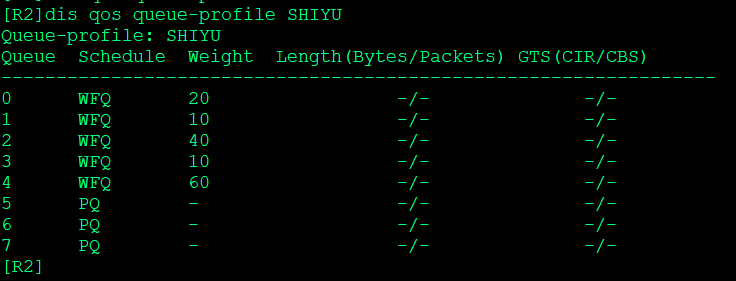 [R2]dis qos queue-profile SHIYU
Queue-profile: SHIYU
Queue  Schedule  Weight  Length(Bytes/Packets) GTS(CIR/CBS)
-----------------------------------------------------------------
0      WFQ       20                 -/-              -/-
1      WFQ       10                 -/-              -/-
2      WFQ       40                 -/-              -/-
3      WFQ       10                 -/-              -/-
4      WFQ       60                 -/-              -/-
5      PQ        -                  -/-              -/-
6      PQ        -                  -/-              -/-
7      PQ        -                  -/-              -/-
[R2]